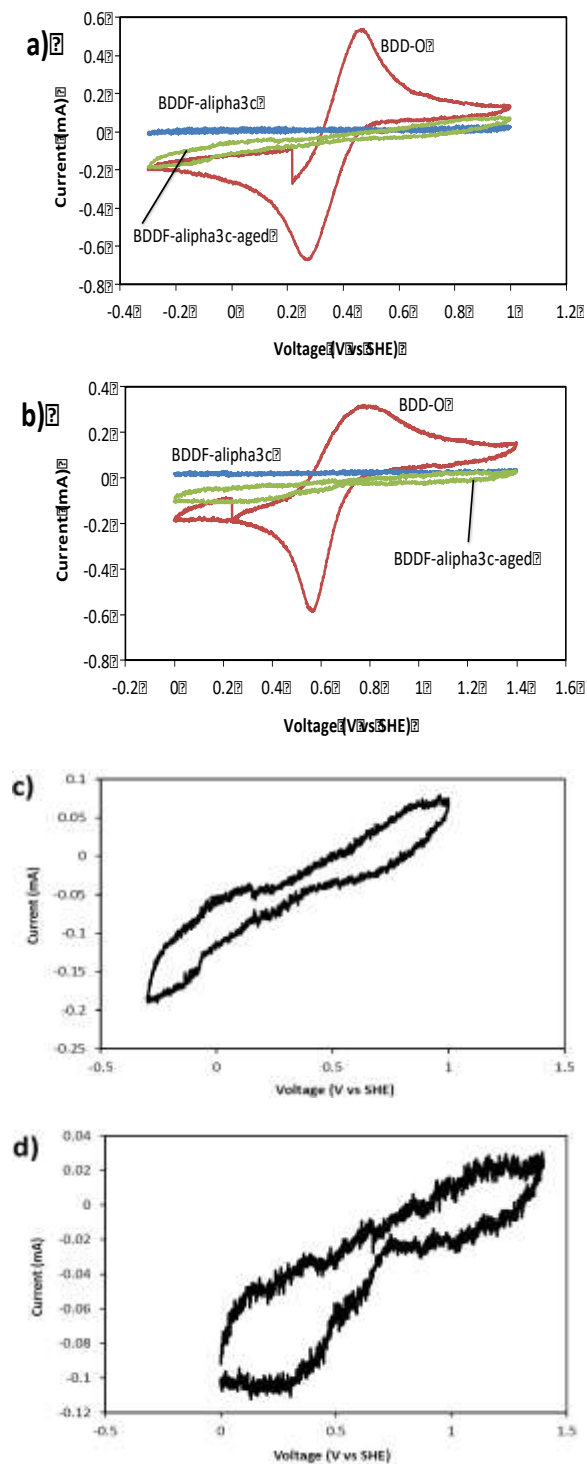 a)
0.6
0.4
0.2
0
-0.2
-0.4
-0.6
-0.8
Current (mA)
BDD-O
BDDF-alipha3c
BDDF-alipha3c-aged
-0.4 -0.2 0 0.2 0.4 0.6 0.8 1 1.2
Voltage (V vs SHE)
b)
0.4
0.2
0
-0.2
-0.4
-0.6
-0.8
Current (mA)
BDD-O
BDDF-alipha3c
BDDF-alipha3c-aged
-0.2 0 0.2 0.4 0.6 0.8 1 1.2 1.4 1.6
Voltage (V vs SHE)
c)
0.1
0.05
0
-0.05
-0.1
-0.15
-0.2
-0.25
Current (mA)
-0.5 0 0.5 1 1.5
Voltage (V vs SHE)
d)
0.04
0.02
0
-0.02
-0.04
-0.06
-0.08
-0.1
-0.12
Current (mA)
-0.5 0 0.5 1 1.5
Voltage (V vs SHE)